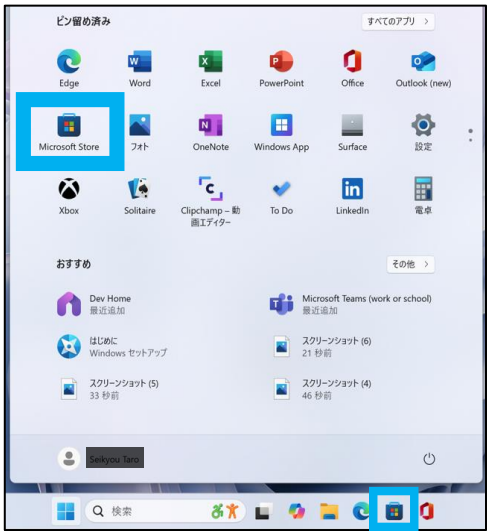 ピン留め済み
すべてのアプリ >
Edge
Word
Excel
PowerPoint
Office
Outlook (new)
Microsoft Store
フォト
OneNote
Windows App
Surface
設定
Xbox
Solitaire
Clipchamp – 動
画エディター
To Do
LinkedIn
電卓
おすすめ
その他 >
Dev Home
最近追加
Microsoft Teams (work or school)
最近追加
はじめに
Windows セットアップ
スクリーンショット (6)
21 秒前
スクリーンショット (5)
33 秒前
スクリーンショット (4)
46 秒前
Seikyou Taro
検索